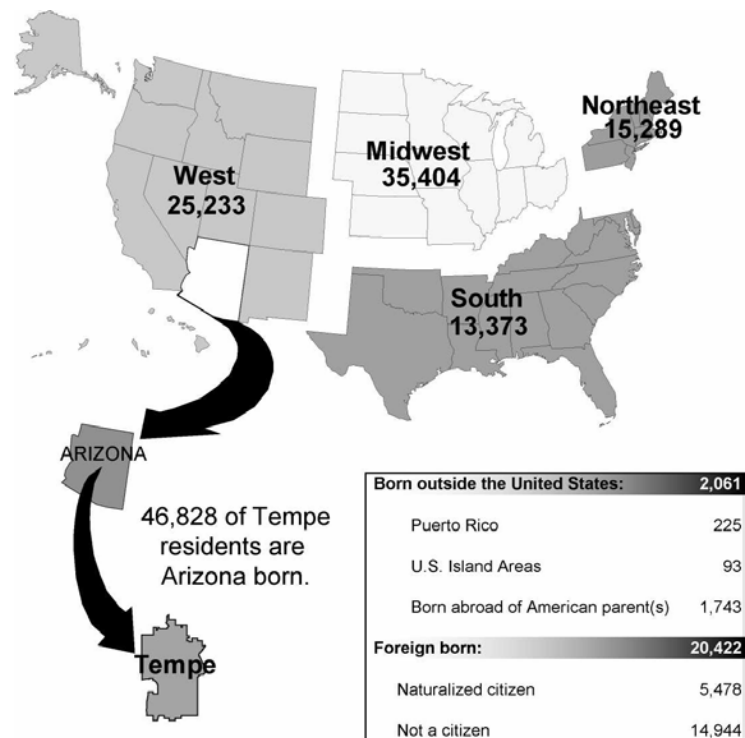 Northeast
15,289
Midwest
35,404
West
25,233
South
13,373
ARIZONA
46,828 of Tempe
residents are
Arizona born.
Tempe
Born outside the United States: 2,061
Puerto Rico 225
U.S. Island Areas 93
Born abroad of American parent(s) 1,743
Foreign born: 20,422
Naturalized citizen 5,478
Not a citizen 14,944